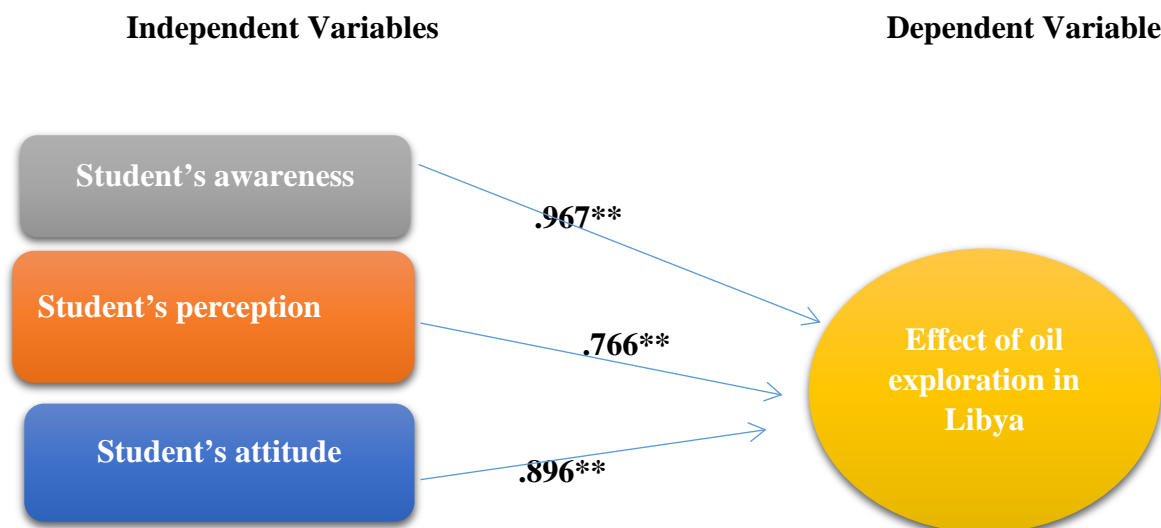 Independent Variables
Dependent Variable
Student’s awareness
.967**
Student’s perception
.766**
Student’s attitude
.896**
Effect of oil
exploration in
Libya